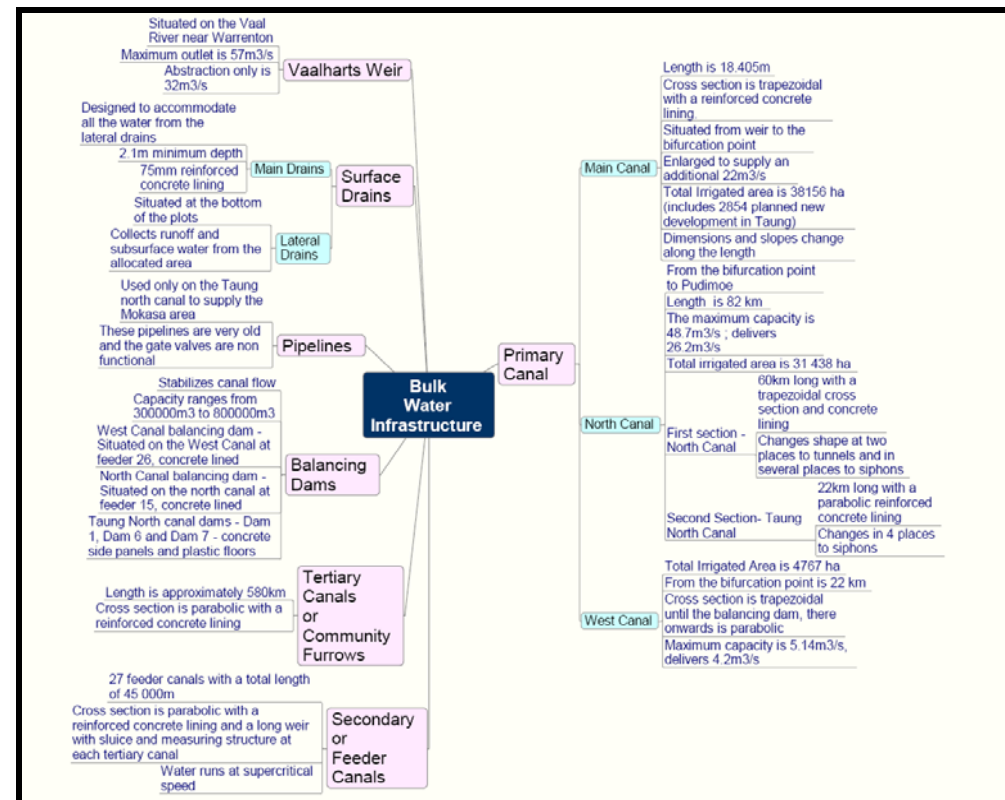 Situated on the Vaal
River near Warrenton
Maximum outlet is 57m3/s
Abstraction only is
32m3/s
Vaalharts Weir
Designed to accommodate
all the water from the
lateral drains
2.1m minimum depth
75mm reinforced
concrete lining
Main Drains
Situated at the bottom
of the plots
Collects runoff and
subsurface water from the
allocated area
Lateral
Drains
Surface
Drains
Used only on the Taung
north canal to supply the
Mokasa area
These pipelines are very old
and the gate valves are non
functional
Pipelines
Stabilizes canal flow
Capacity ranges from
300000m3 to 800000m3
West Canal balancing dam -
Situated on the West Canal at
feeder 26, concrete lined
North Canal balancing dam -
Situated on the north canal at
feeder 15, concrete lined
Taung North canal dams - Dam
1, Dam 6 and Dam 7 - concrete
side panels and plastic floors
Balancing
Dams
Length is approximately 580km
Cross section is parabolic with a
reinforced concrete lining
Tertiary
Canals
or
Community
Furrows
27 feeder canals with a total length
of 45 000m
Cross section is parabolic with a
reinforced concrete lining and a long weir
with sluice and measuring structure at
each tertiary canal
Water runs at supercritical
speed
Secondary
or
Feeder
Canals
Bulk
Water
Infrastructure
Primary
Canal
Main Canal
Length is 18.405m
Cross section is trapezoidal
with a reinforced concrete
lining.
Situated from weir to the
bifurcation point
Enlarged to supply an
additional 22m3/s
Total Irrigated area is 38156 ha
(includes 2854 planned new
development in Taung)
Dimensions and slopes change
along the length
North Canal
From the bifurcation point
to Pudimoe
Length is 82 km
The maximum capacity is
48.7m3/s ; delivers
26.2m3/s
Total irrigated area is 31 438 ha
First section -
North Canal
60km long with a
trapezoidal cross
section and concrete
lining
Changes shape at two
places to tunnels and in
several places to siphons
Second Section- Taung
North Canal
22km long with a
parabolic reinforced
concrete lining
Changes in 4 places
to siphons
West Canal
Total Irrigated Area is 4767 ha
From the bifurcation point is 22 km
Cross section is trapezoidal
until the balancing dam, there
onwards is parabolic
Maximum capacity is 5.14m3/s,
delivers 4.2m3/s